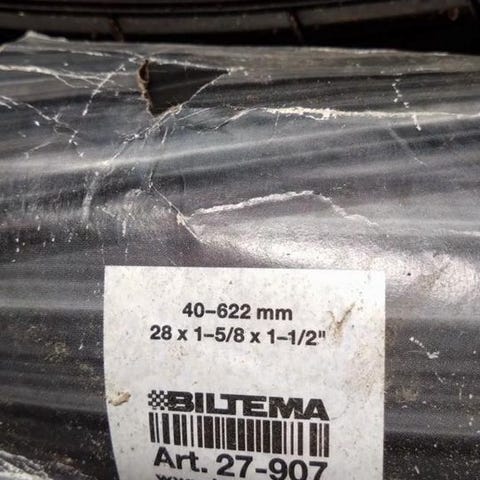 40–622 mm
28 x 1–5/8 x 1–1/2"
BILTEMA
Art. 27-907